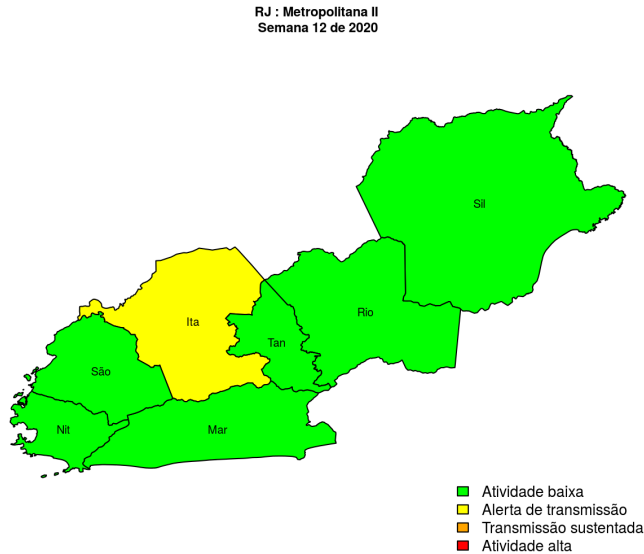 RJ : Metropolitana II
Semana 12 de 2020
Sil
Rio
Ita
Tan
São
Nit
Mar
Atividade baixa
Alerta de transmissão
Transmissão sustentada
Atividade alta